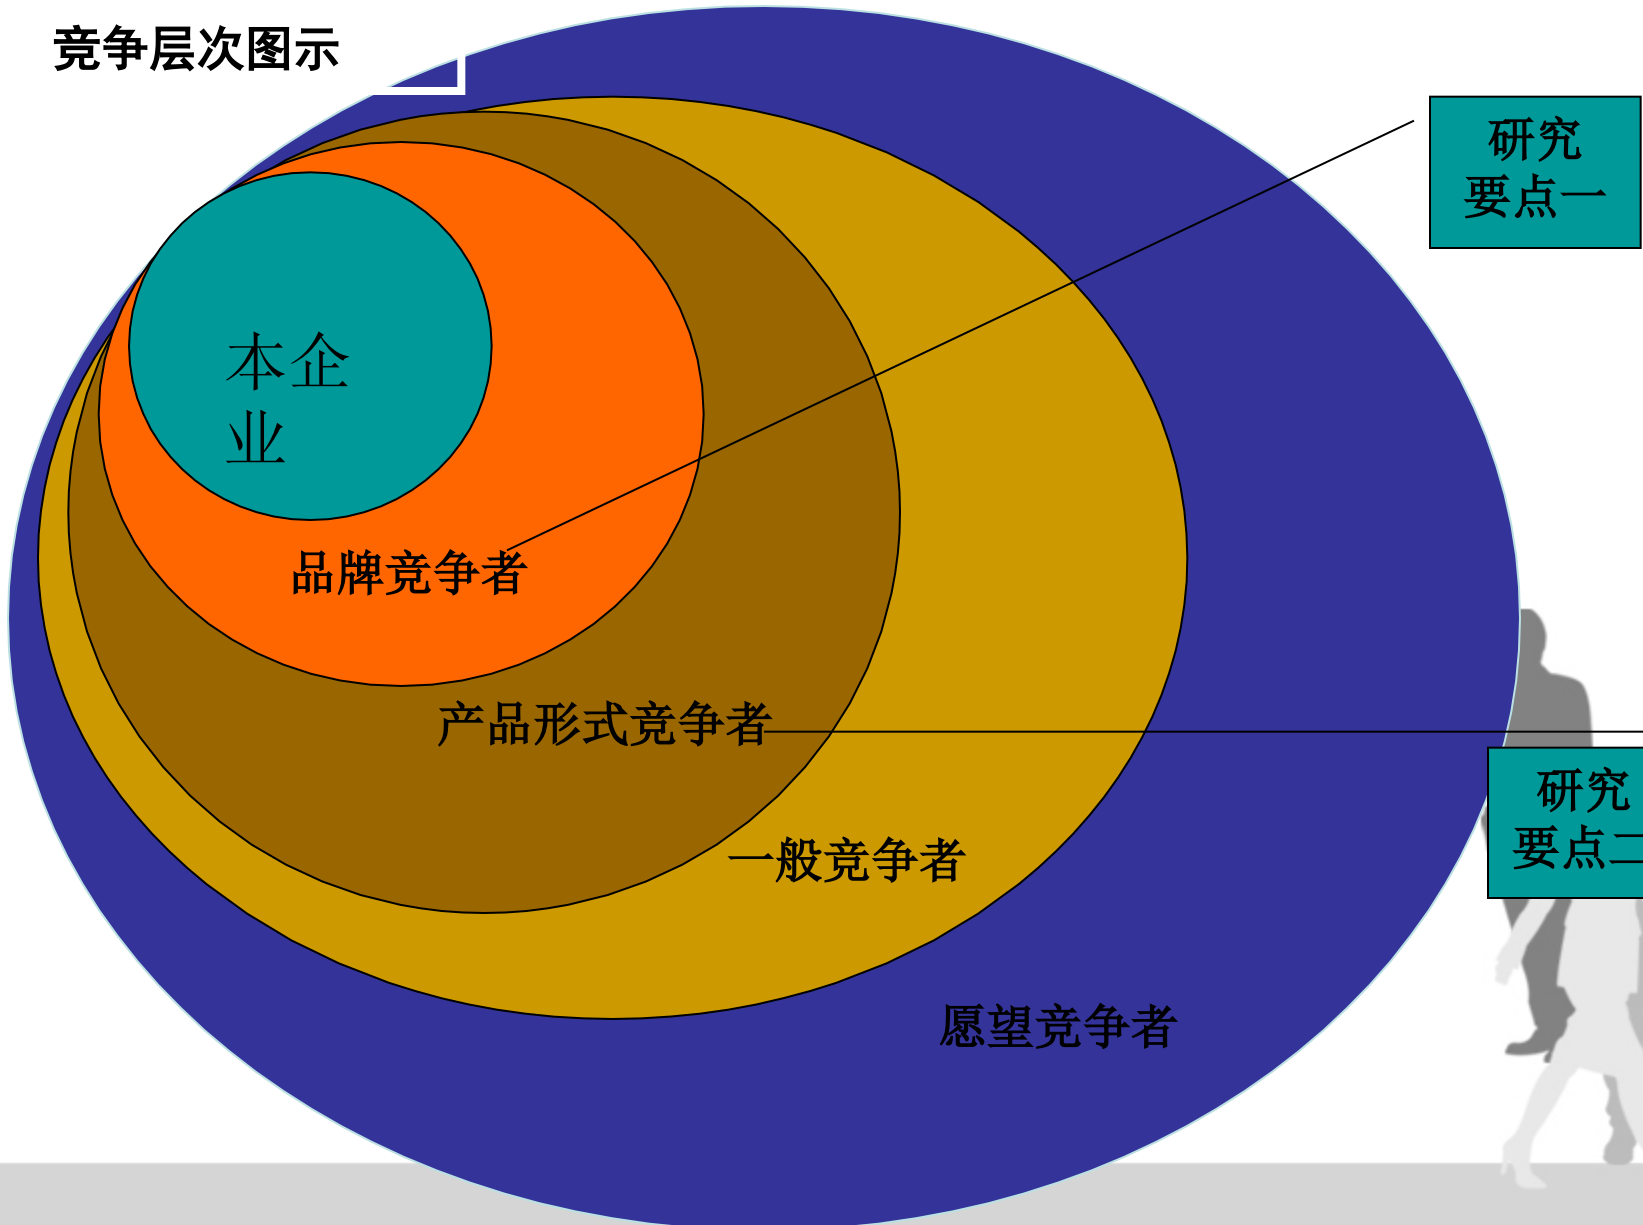 竞争层次图示
研究
要点一
本企
业
品牌竞争者
产品形式竞争者
研究
要点二
一般竞争者
愿望竞争者